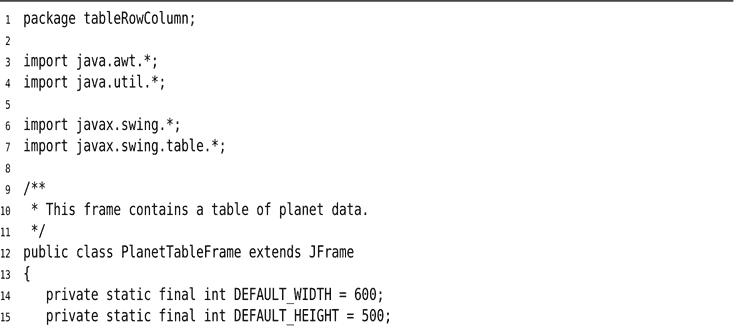 1 package tableRowColumn;
2
3 import java.awt.*;
4 import java.util.*;
5
6 import javax.swing.*;
7 import javax.swing.table.*;
8
9 /**
10  * This frame contains a table of planet data.
11  */
12 public class PlanetTableFrame extends JFrame
13 {
14    private static final int DEFAULT_WIDTH = 600;
15    private static final int DEFAULT_HEIGHT = 500;